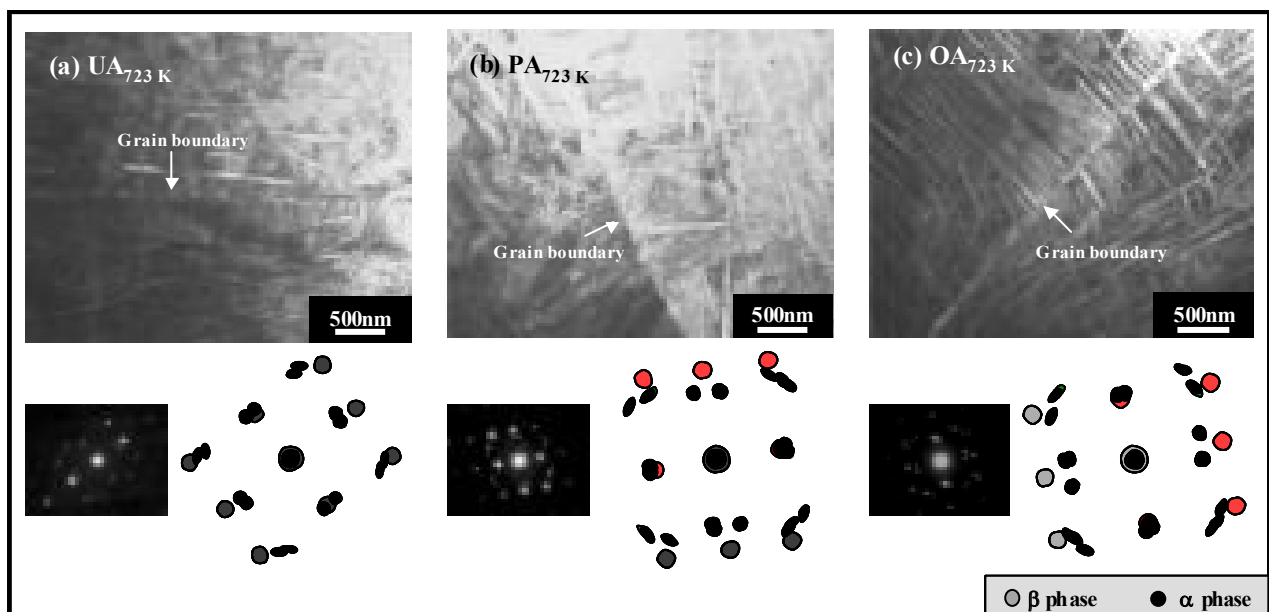 (a) UA723 K
Grain boundary
500nm
(b) PA723 K
Grain boundary
500nm
(c) OA723 K
Grain boundary
500nm
β phase
α phase